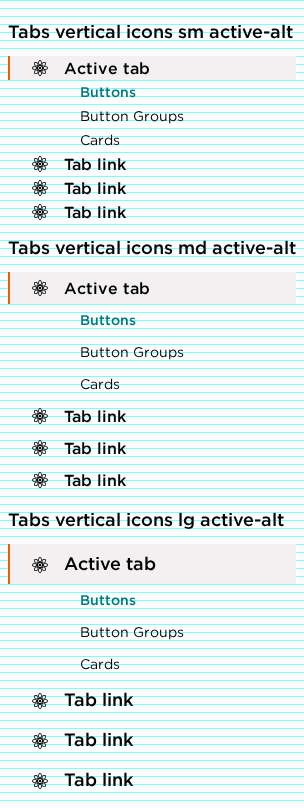 Tabs vertical icons sm active-alt
Active tab
Buttons
Button Groups
Cards
Tab link
Tab link
Tab link
Tabs vertical icons md active-alt
Active tab
Buttons
Button Groups
Cards
Tab link
Tab link
Tab link
Tabs vertical icons lg active-alt
Active tab
Buttons
Button Groups
Cards
Tab link
Tab link
Tab link